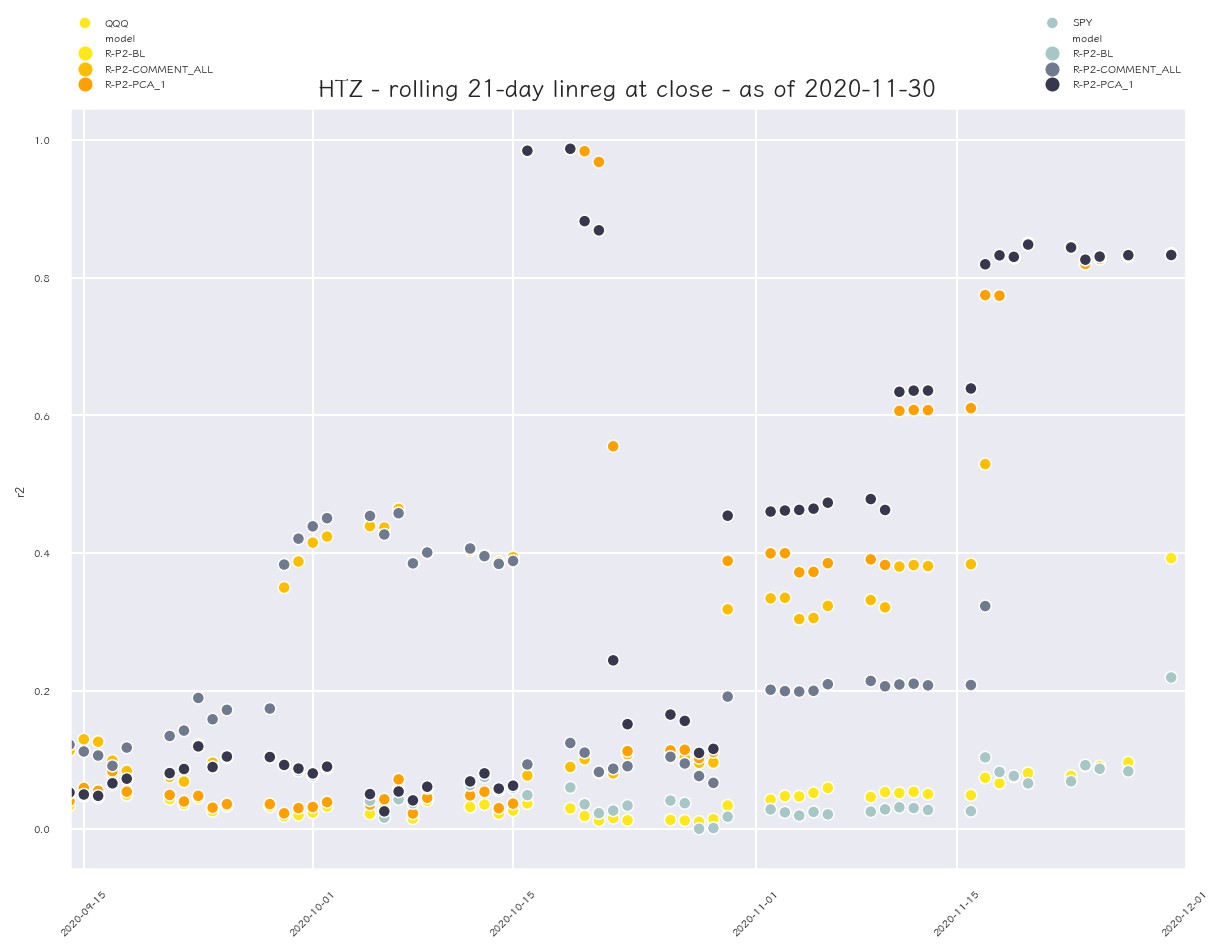 QQQ
model
R-P2-BL
R-P2-COMMENT_ALL
R-P2-PCA_1
SPY
model
R-P2-BL
R-P2-COMMENT_ALL
R-P2-PCA_1
HTZ - rolling 21-day linreg at close - as of 2020-11-30
1.0
0.8
0.6
0.4
0.2
0.0
r2
2020-09-15
2020-10-01
2020-10-15
2020-11-01
2020-11-15
2020-12-01